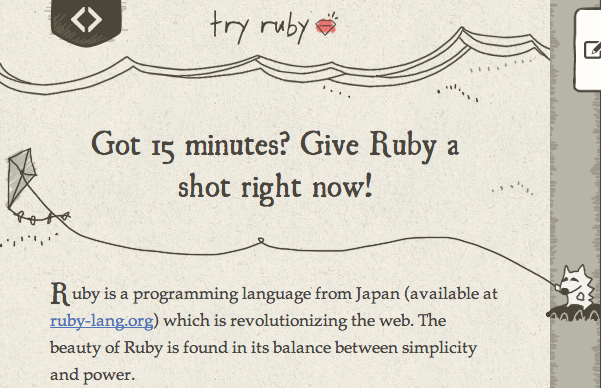 try ruby
Got 15 minutes? Give Ruby a
shot right now!
Ruby is a programming language from Japan (available at
ruby-lang.org) which is revolutionizing the web. The
beauty of Ruby is found in its balance between simplicity
and power.